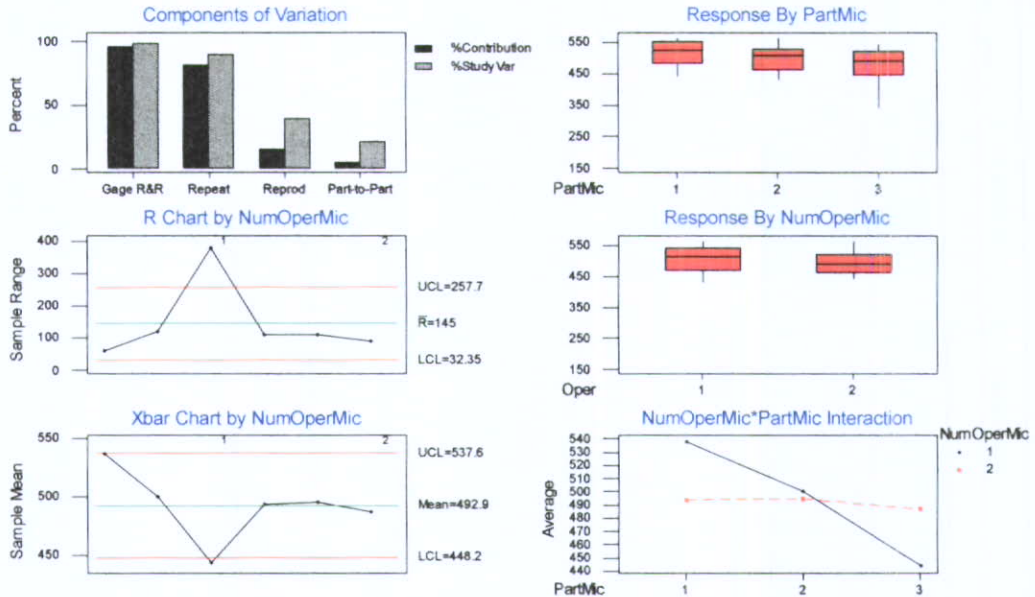 Components of Variation
100
50
0
Percent
%Contribution
%Study Var
Gage R&R
Repeat
Reprod
Part-to-Part
Response By PartMic
550
450
350
250
150
PartMic
1
2
3
R Chart by NumOperMic
1
2
400
300
200
100
0
Sample Range
UCL=257.7
R=145
LCL=32.35
Response By NumOperMic
550
450
350
250
150
Oper
1
2
Xbar Chart by NumOperMic
1
2
550
500
450
Sample Mean
UCL=537.6
Mean=492.9
LCL=448.2
NumOperMic*PartMic Interaction
540
530
520
510
500
490
480
470
460
450
440
Average
PartMic
1
2
3
NumOperMic
1
2